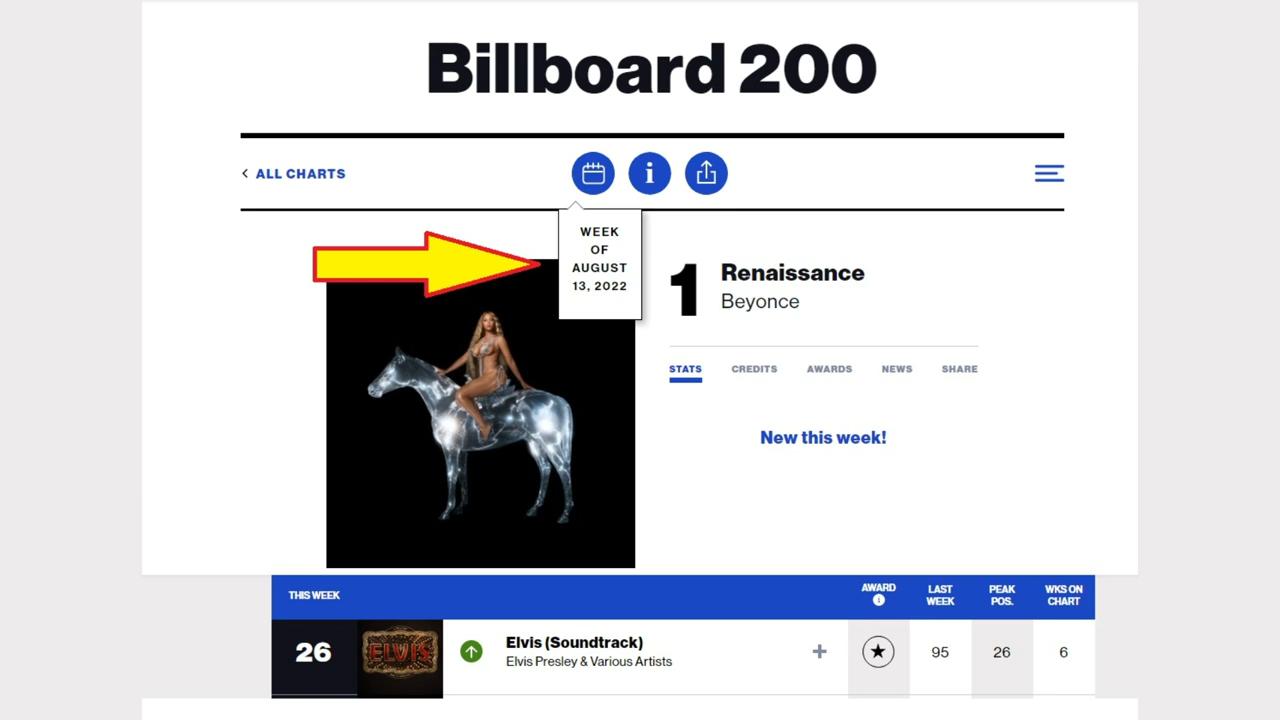 Billboard 200
ALL CHARTS
WEEK
OF
AUGUST
13, 2022
1
Renaissance
Beyonce
STATS CREDITS AWARDS NEWS SHARE
New this week!
THIS WEEK
AWARD
LAST
WEEK
PEAK
POS.
WKS ON
CHART
26
ELVIS
Elvis (Soundtrack)
Elvis Presley & Various Artists
95
26
6